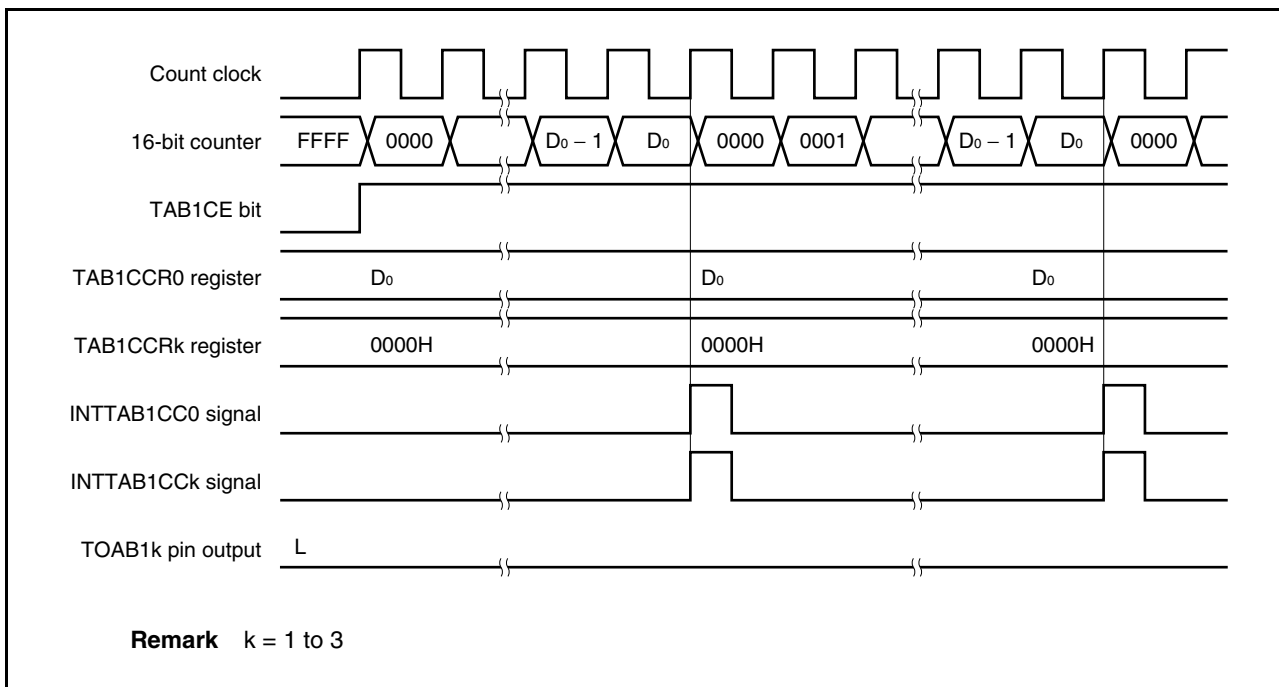 Count clock
16-bit counter FFFF 0000 D0 − 1 D0 0000 0001 D0 − 1 D0 0000
TAB1CE bit
TAB1CCR0 register D0 D0 D0
TAB1CCRk register 0000H 0000H 0000H
INTTAB1CC0 signal
INTTAB1CCk signal
TOAB1k pin output L
Remark k = 1 to 3